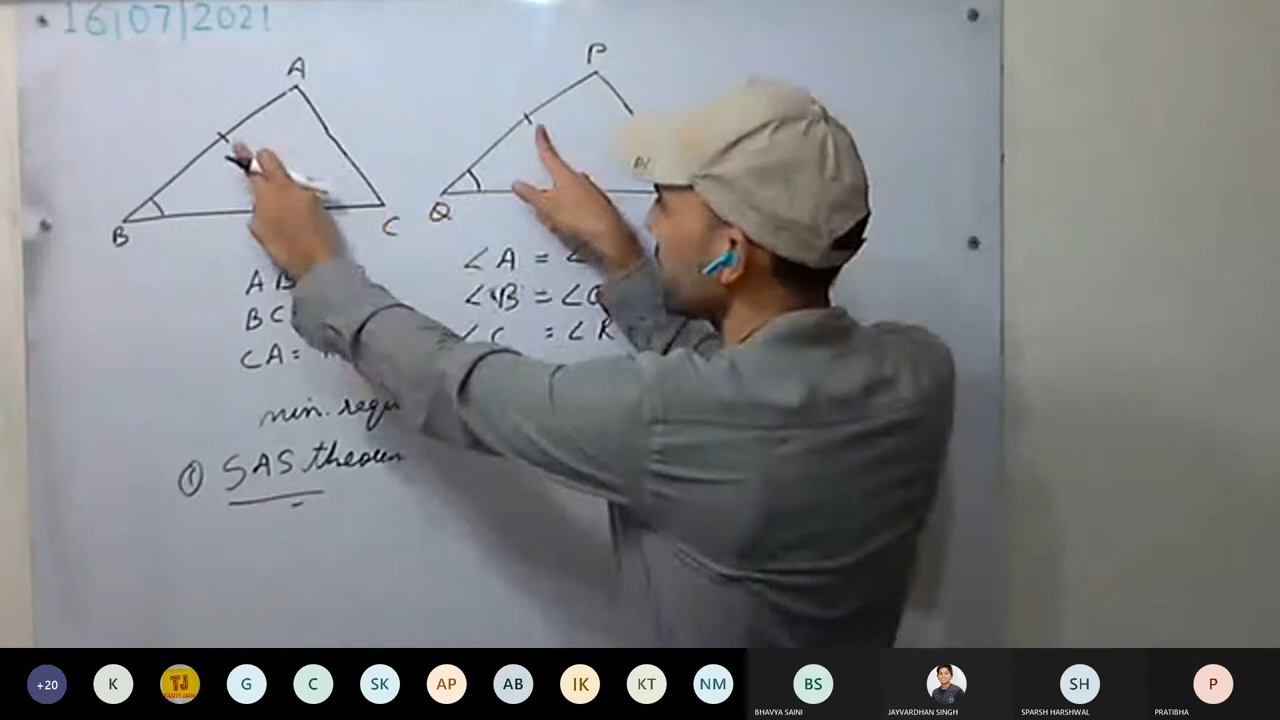 16/07/2021
A
P
B
C
Q
AB
BC
CA =
∠A = ∠
∠B = ∠Q
∠C = ∠R
min.
① SAS theorem
+20
K
TJ
G
C
SK
AP
AB
IK
KT
NM
BS
SH
P
BHAVYA SAINI
JAYVARDHAN SINGH
SPARSH HARSHWAL
PRATIBHA